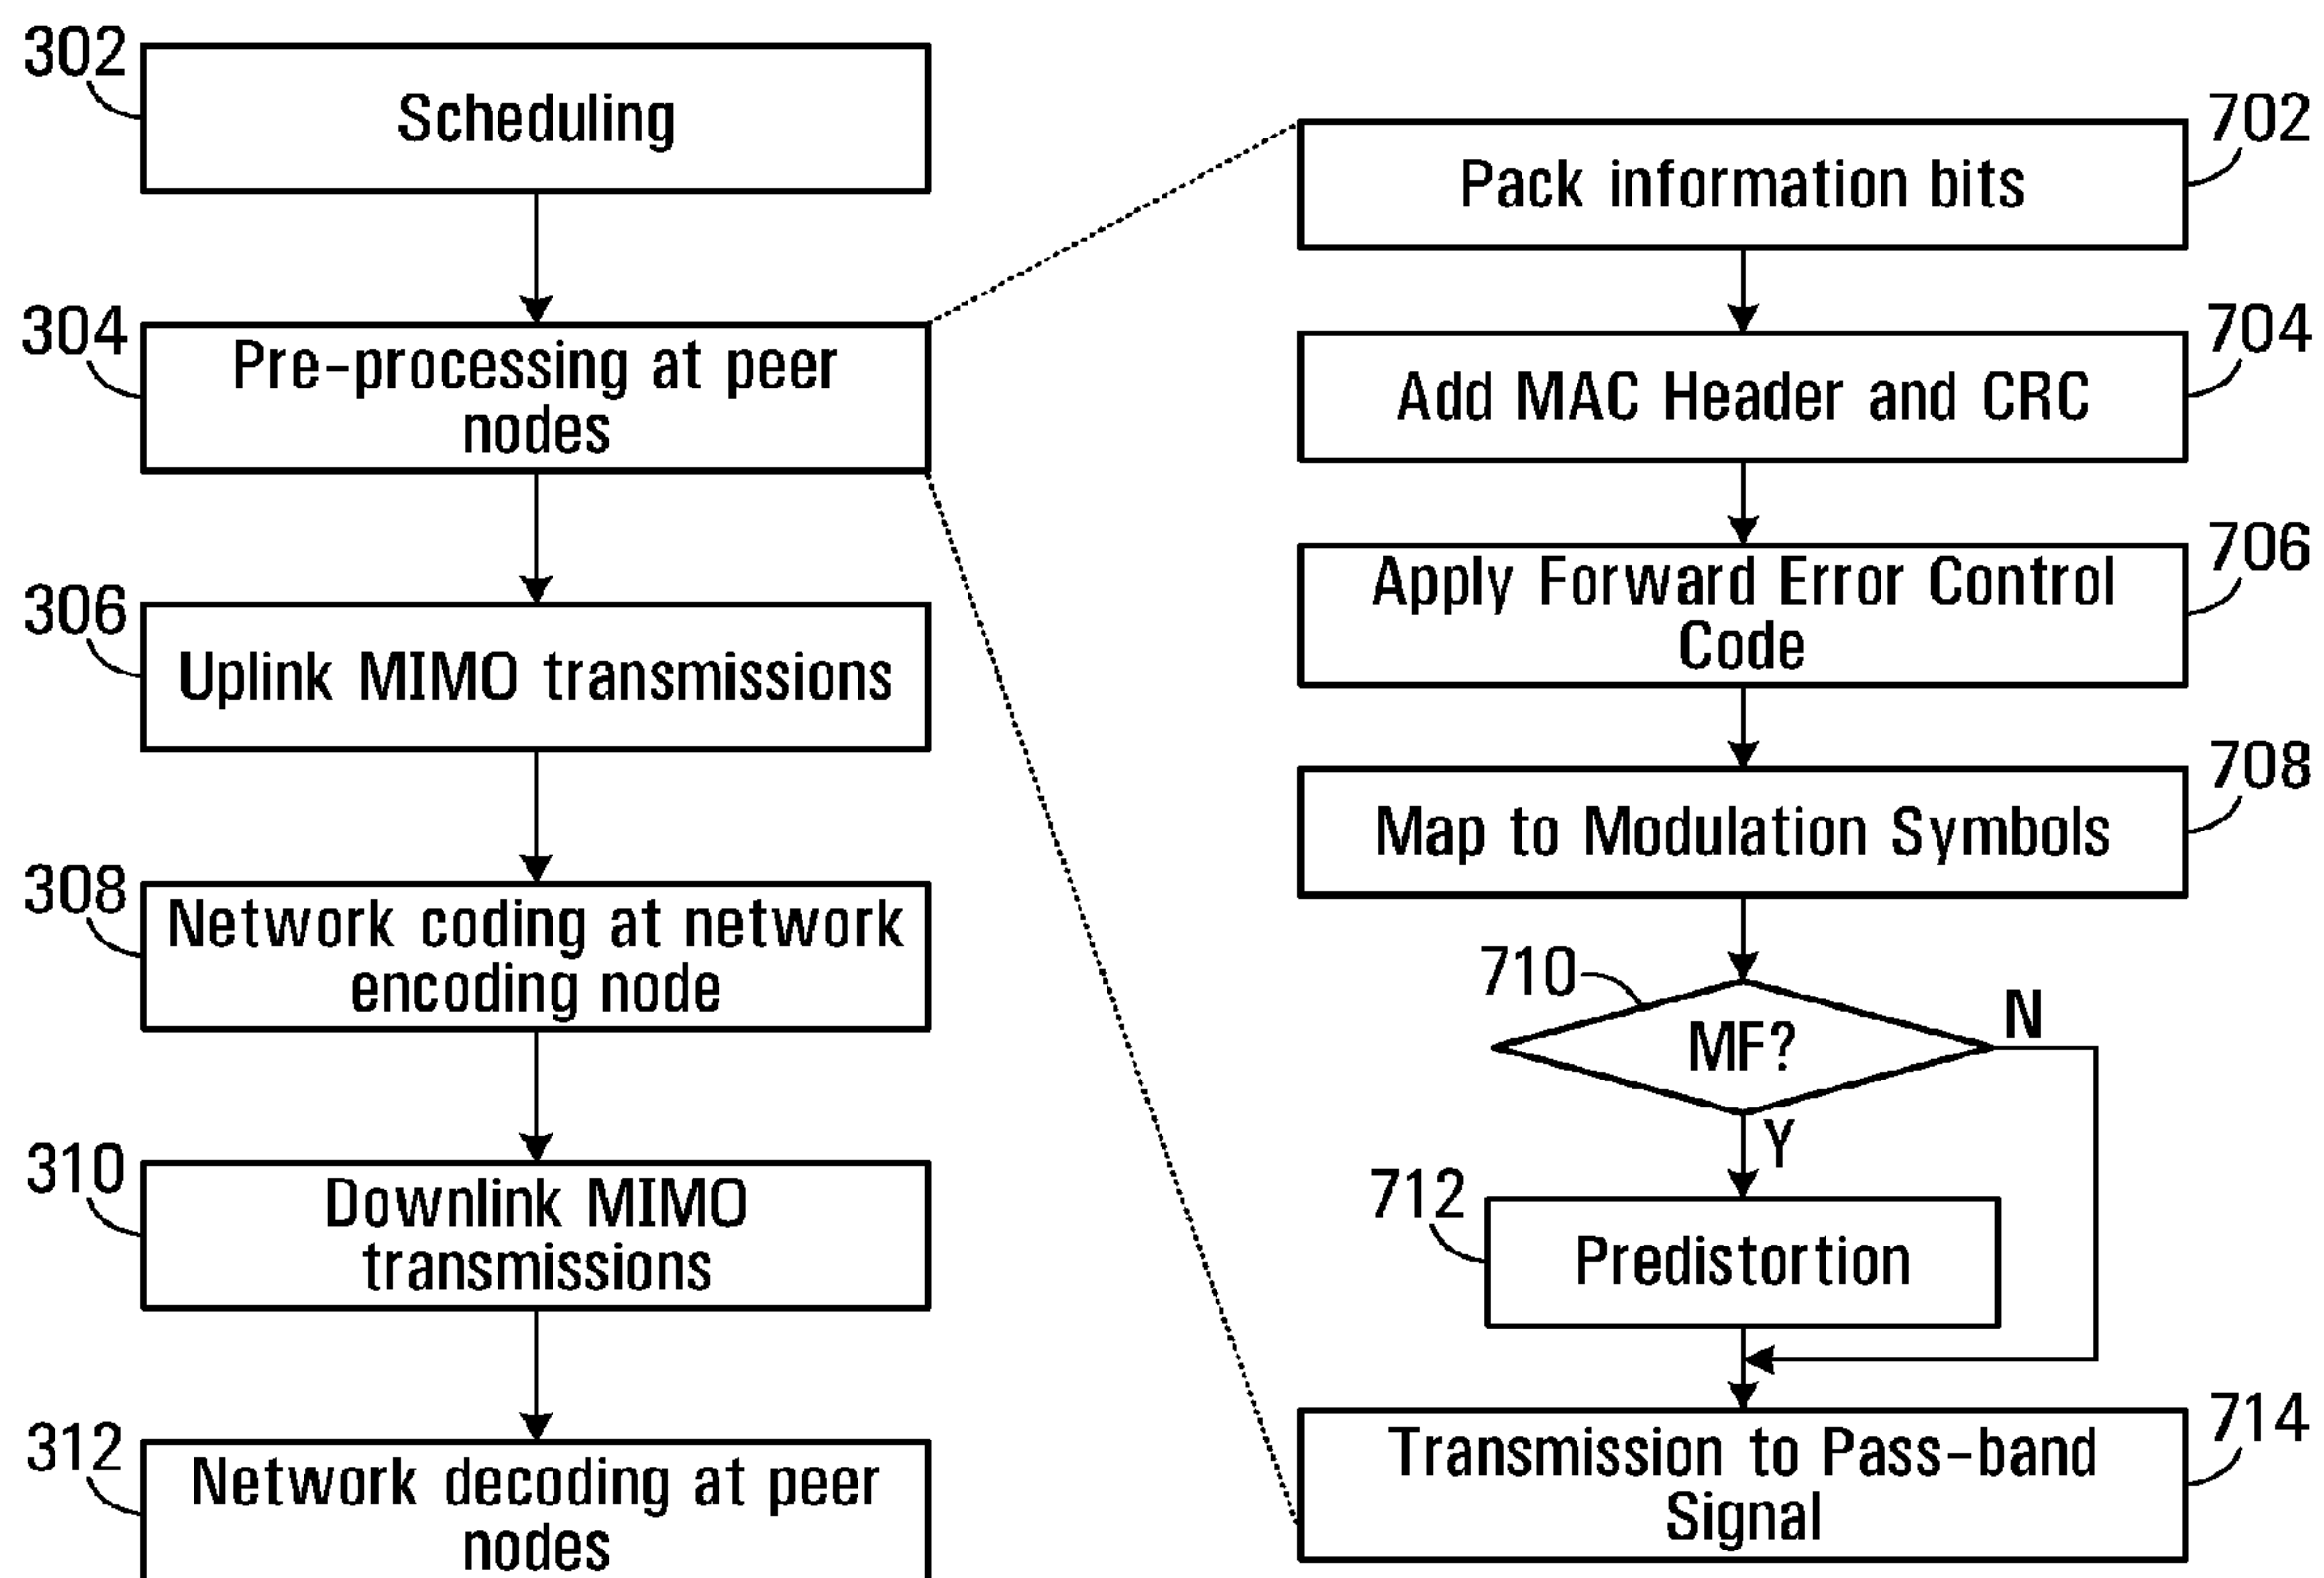 302
Scheduling
304
Pre-processing at peer
nodes
306
Uplink MIMO transmissions
308
Network coding at network
encoding node
310
Downlink MIMO
transmissions
312
Network decoding at peer
nodes
702
Pack information bits
704
Add MAC Header and CRC
706
Apply Forward Error Control
Code
708
Map to Modulation Symbols
710
MF?
N
Y
712
Predistortion
714
Transmission to Pass-band
Signal